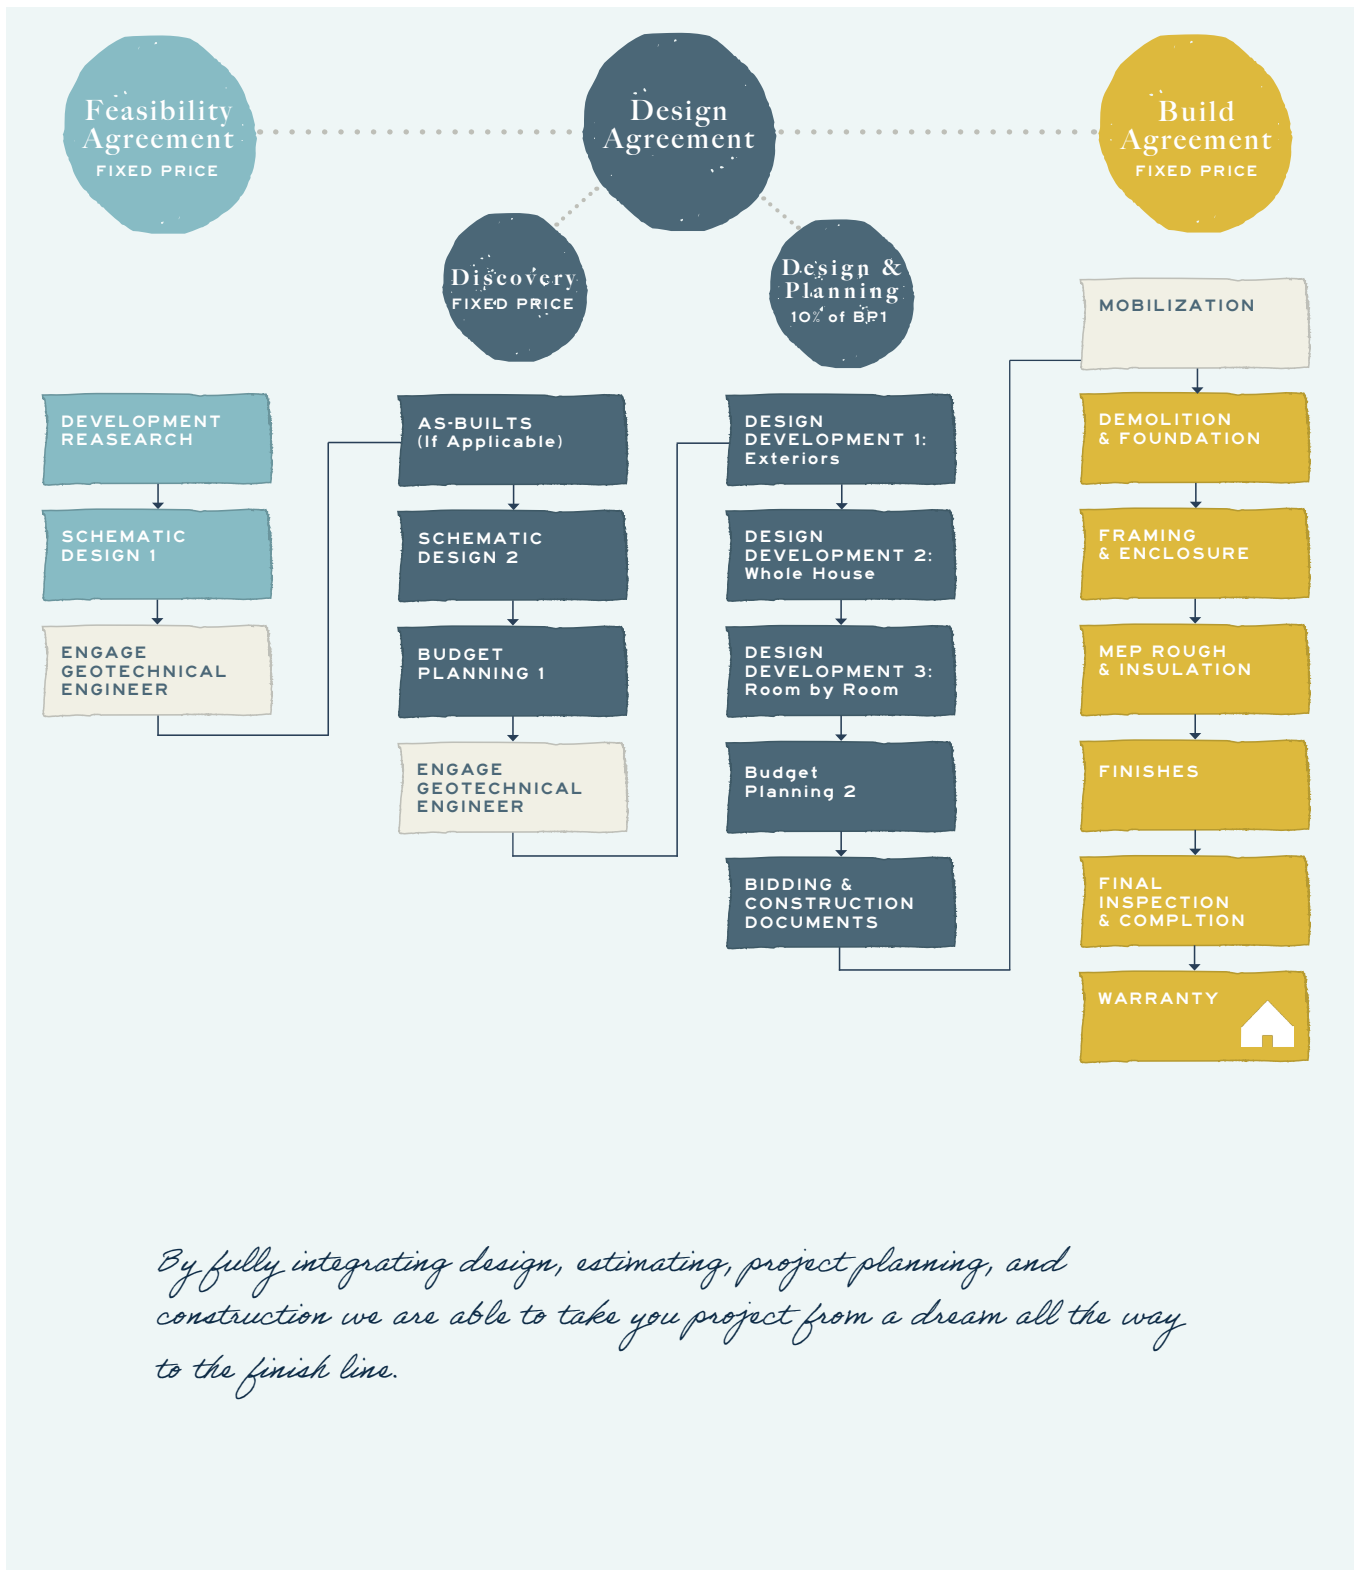 Feasibility
Agreement
FIXED PRICE
Design
Agreement
Build
Agreement
FIXED PRICE
Discovery
FIXED PRICE
Design &
Planning
10% of BP1
DEVELOPMENT
REASEARCH
SCHEMATIC
DESIGN 1
ENGAGE
GEOTECHNICAL
ENGINEER
AS-BUILTS
(If Applicable)
SCHEMATIC
DESIGN 2
BUDGET
PLANNING 1
ENGAGE
GEOTECHNICAL
ENGINEER
DESIGN
DEVELOPMENT 1:
Exteriors
DESIGN
DEVELOPMENT 2:
Whole House
DESIGN
DEVELOPMENT 3:
Room by Room
Budget
Planning 2
BIDDING &
CONSTRUCTION
DOCUMENTS
MOBILIZATION
DEMOLITION
& FOUNDATION
FRAMING
& ENCLOSURE
MEP ROUGH
& INSULATION
FINISHES
FINAL
INSPECTION
& COMPLTION
WARRANTY
By fully integrating design, estimating, project planning, and
construction we are able to take you project from a dream all the way
to the finish line.